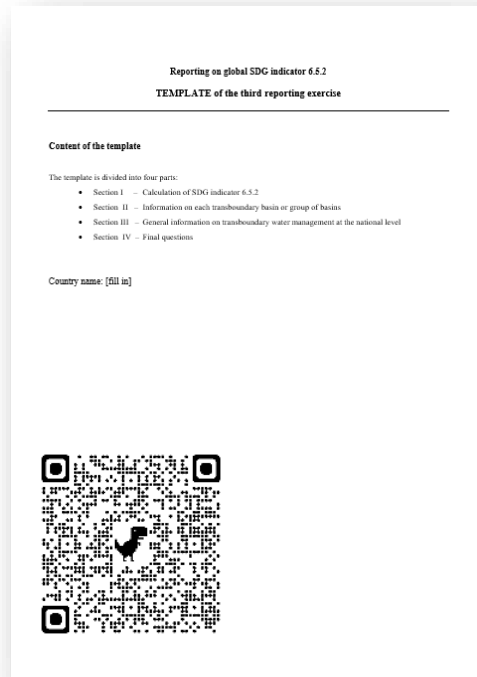 Reporting on global SDG indicator 6.5.2
TEMPLATE of the third reporting exercise
Content of the template
The template is divided into four parts:
• Section I – Calculation of SDG indicator 6.5.2
• Section II – Information on each transboundary basin or group of basins
• Section III – General information on transboundary water management at the national level
• Section IV – Final questions
Country name: [fill in]